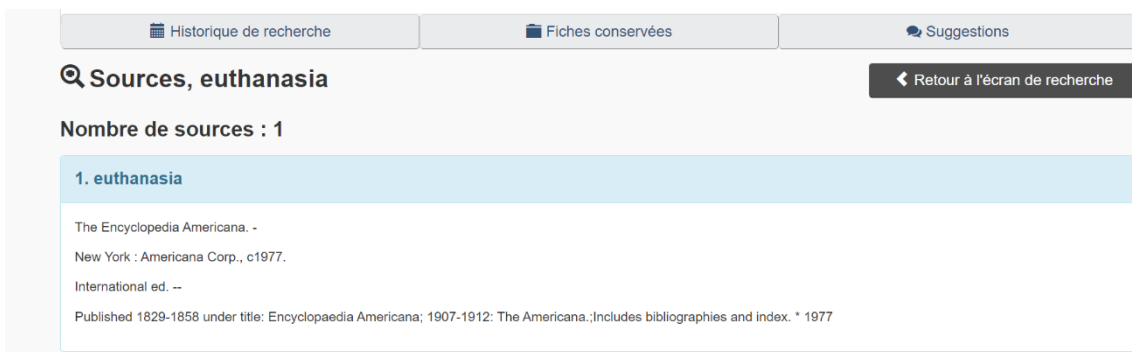 Historique de recherche
Fiches conservées
Suggestions
Sources, euthanasia
Retour à l'écran de recherche
Nombre de sources : 1
1. euthanasia
The Encyclopedia Americana. -
New York : Americana Corp., c1977.
International ed. --
Published 1829-1858 under title: Encyclopaedia Americana; 1907-1912: The Americana.;Includes bibliographies and index. * 1977